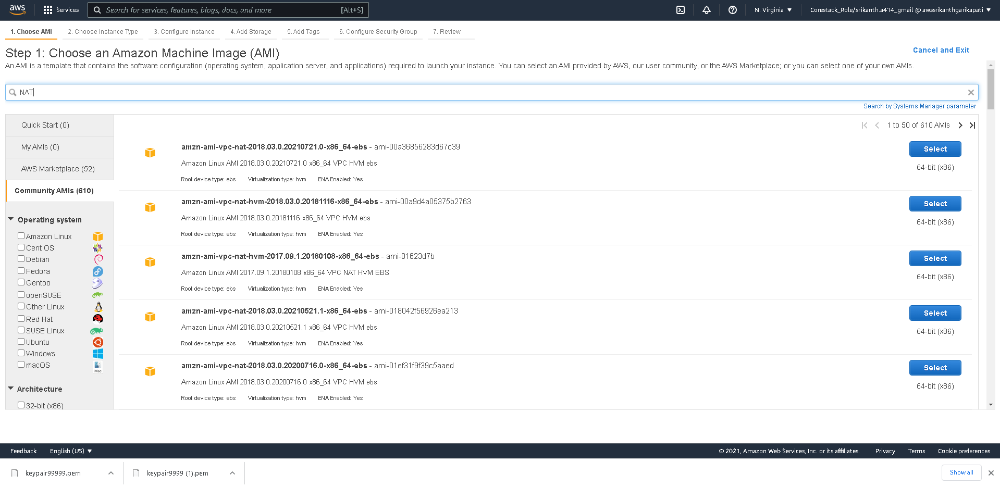 aws Services Search for services, features, blogs, docs, and more [Alt+S] N. Virginia Corestack_Role/srikanth.a414_gmail @ awssrikanthgarikapati
1. Choose AMI 2. Choose Instance Type 3. Configure Instance 4. Add Storage 5. Add Tags 6. Configure Security Group 7. Review
Step 1: Choose an Amazon Machine Image (AMI)
Cancel and Exit
An AMI is a template that contains the software configuration (operating system, application server, and applications) required to launch your instance. You can select an AMI provided by AWS, our user community, or the AWS Marketplace; or you can select one of your own AMIs.
NAT
Search by Systems Manager parameter
Quick Start (0)
My AMIs (0)
AWS Marketplace (52)
Community AMIs (610)
Operating system
Amazon Linux
Cent OS
Debian
Fedora
Gentoo
openSUSE
Other Linux
Red Hat
SUSE Linux
Ubuntu
Windows
macOS
Mac
Architecture
32-bit (x86)
1 to 50 of 610 AMIs
amzn-ami-vpc-nat-2018.03.0.20210721.0-x86_64-ebs - ami-00a36856283d67c39
Select
Amazon Linux AMI 2018.03.0.20210721.0 x86_64 VPC HVM ebs
64-bit (x86)
Root device type: ebs Virtualization type: hvm ENA Enabled: Yes
amzn-ami-vpc-nat-hvm-2018.03.0.20181116-x86_64-ebs - ami-00a9d4a05375b2763
Select
Amazon Linux AMI 2018.03.0.20181116 x86_64 VPC HVM ebs
64-bit (x86)
Root device type: ebs Virtualization type: hvm ENA Enabled: Yes
amzn-ami-vpc-nat-hvm-2017.09.1.20180108-x86_64-ebs - ami-01623d7b
Select
Amazon Linux AMI 2017.09.1.20180108 x86_64 VPC NAT HVM EBS
64-bit (x86)
Root device type: ebs Virtualization type: hvm ENA Enabled: Yes
amzn-ami-vpc-nat-2018.03.0.20210521.1-x86_64-ebs - ami-018042f56926ea213
Select
Amazon Linux AMI 2018.03.0.20210521.1 x86_64 VPC HVM ebs
64-bit (x86)
Root device type: ebs Virtualization type: hvm ENA Enabled: Yes
amzn-ami-vpc-nat-2018.03.0.20200716.0-x86_64-ebs - ami-01ef31f9f39c5aaed
Select
Amazon Linux AMI 2018.03.0.20200716.0 x86_64 VPC HVM ebs
64-bit (x86)
Root device type: ebs Virtualization type: hvm ENA Enabled: Yes
Feedback English (US) © 2021, Amazon Web Services, Inc. or its affiliates. Privacy Terms Cookie preferences
keypair99999.pem keypair9999 (1).pem Show all